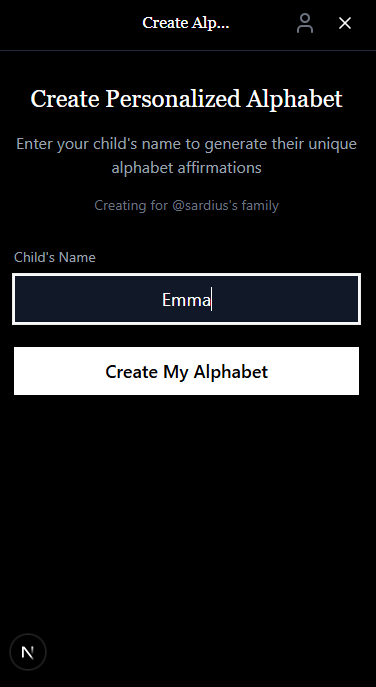 Create Alp...
Create Personalized Alphabet
Enter your child's name to generate their unique
alphabet affirmations
Creating for @sardius's family
Child's Name
Emma
Create My Alphabet
N